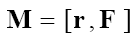 M = [r, F ]